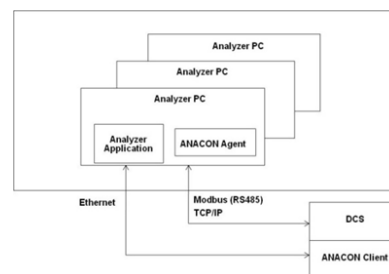 Analyzer PC
Analyzer PC
Analyzer PC
Analyzer
Application
ANACON Agent
Ethernet
Modbus (RS485)
TCP/IP
DCS
ANACON Client